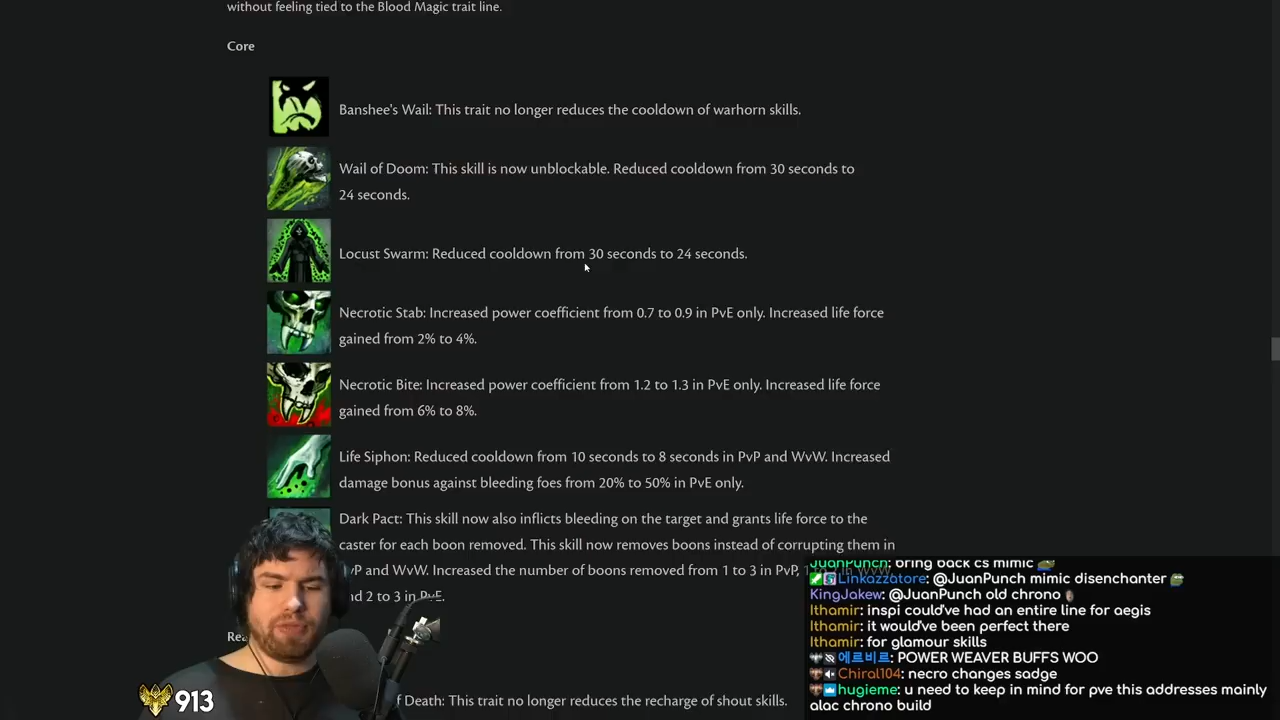 without feeling tied to the Blood Magic trait line.
Core
Banshee's Wail: This trait no longer reduces the cooldown of warhorn skills.
Wail of Doom: This skill is now unblockable. Reduced cooldown from 30 seconds to
24 seconds.
Locust Swarm: Reduced cooldown from 30 seconds to 24 seconds.
Necrotic Stab: Increased power coefficient from 0.7 to 0.9 in PvE only. Increased life force
gained from 2% to 4%.
Necrotic Bite: Increased power coefficient from 1.2 to 1.3 in PvE only. Increased life force
gained from 6% to 8%.
Life Siphon: Reduced cooldown from 10 seconds to 8 seconds in PvP and WvW. Increased
damage bonus against bleeding foes from 20% to 50% in PvE only.
Dark Pact: This skill now also inflicts bleeding on the target and grants life force to the
caster for each boon removed. This skill now removes boons instead of corrupting them in
and WvW. Increased the number of boons removed from 1 to 3 in PvP,
2 to 3 in PvE.
of Death: This trait no longer reduces the recharge of shout skills.
JuanPunch: bring back cs mimic
Linkazzatore: @JuanPunch mimic disenchanter
KingJakew: @JuanPunch old chrono
Ithamir: inspi could've had an entire line for aegis
Ithamir: it would've been perfect there
Ithamir: for glamour skills
에르비르: POWER WEAVER BUFFS WOO
Chiral104: necro changes sadge
hugieme: u need to keep in mind for pve this addresses mainly
alac chrono build
913